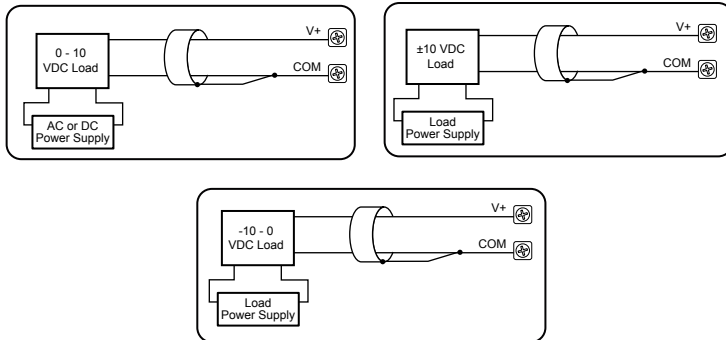 0 - 10
VDC Load
V+
COM
AC or DC
Power Supply
±10 VDC
Load
V+
COM
Load
Power Supply
-10 - 0
VDC Load
V+
COM
Load
Power Supply